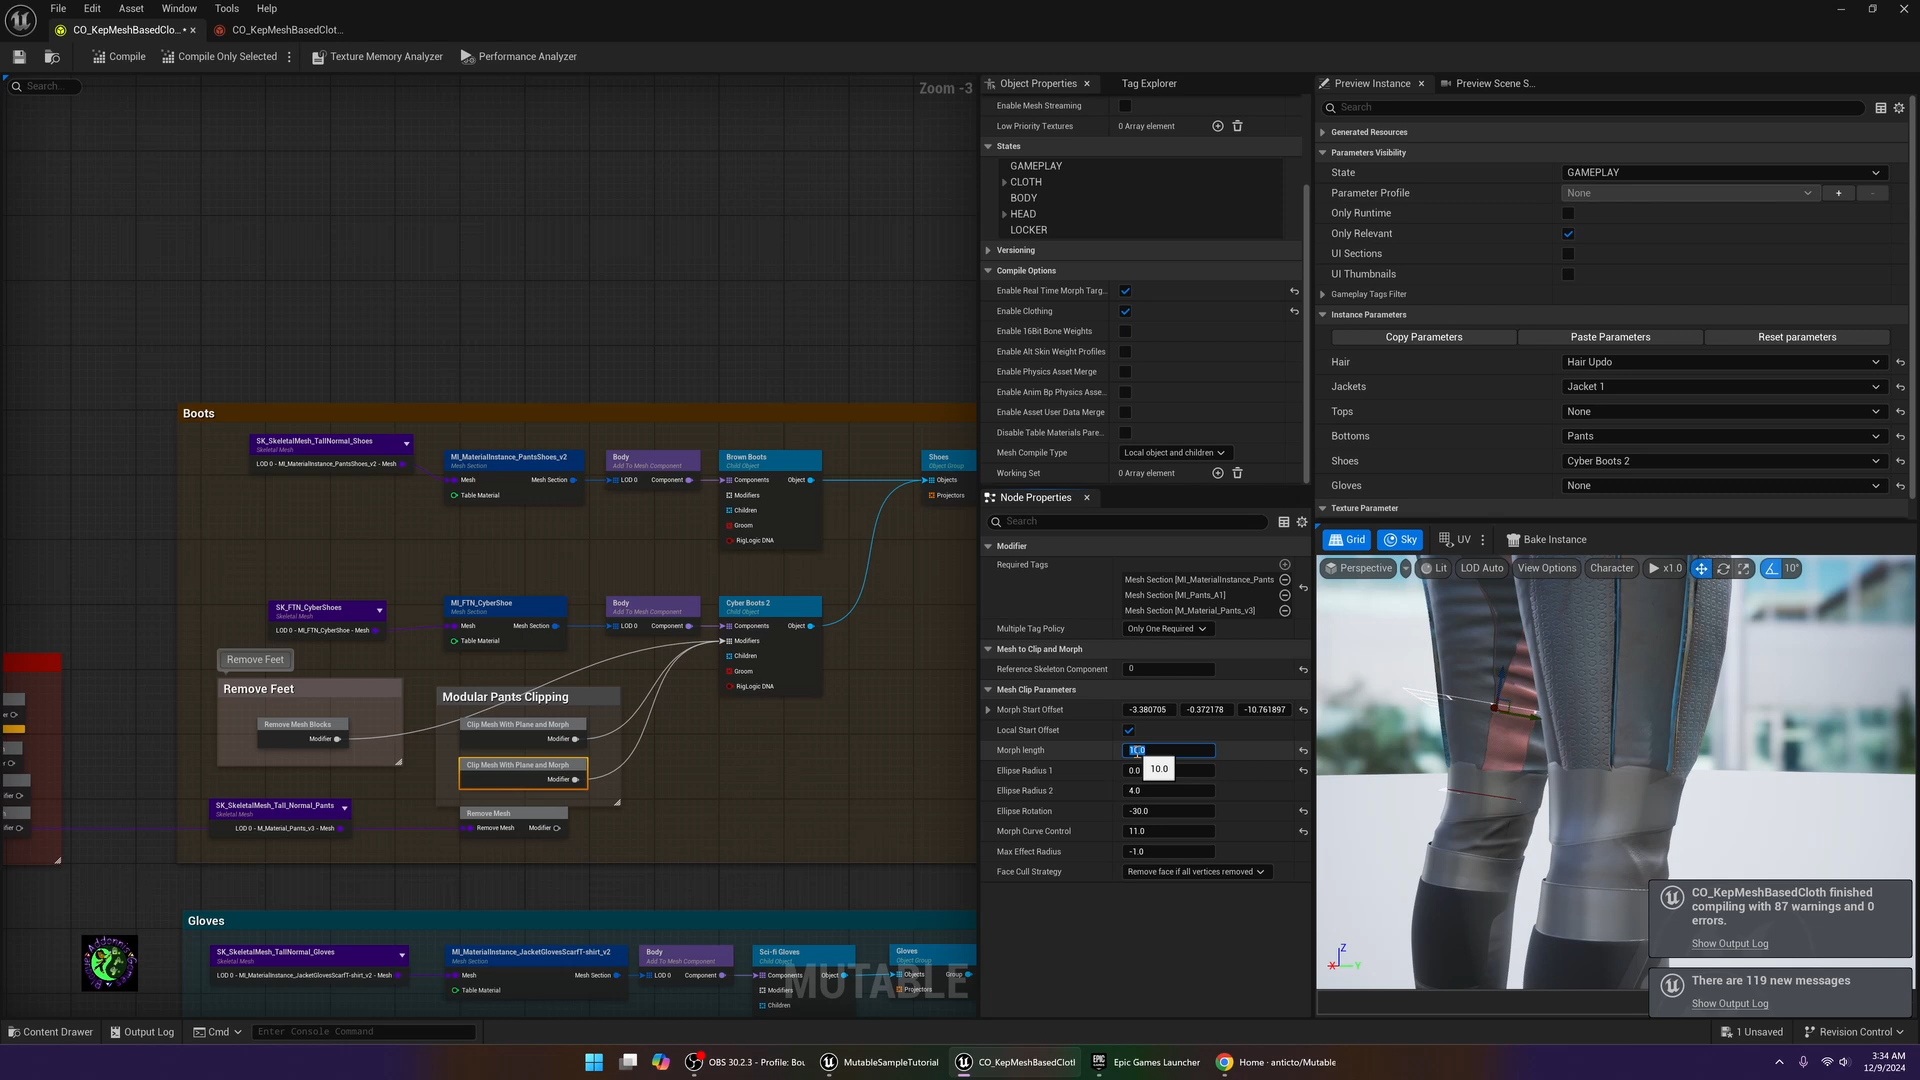 File Edit Asset Window Tools Help
CO_KepMeshBasedClo...• ×
CO_KepMeshBasedClot...
Compile Compile Only Selected Texture Memory Analyzer Performance Analyzer
Search...
Zoom -3
Boots
SK_SkeletalMesh_TallNormal_Shoes
Skeletal Mesh
LOD 0 - MI_MaterialInstance_PantsShoes_v2 - Mesh
MI_MaterialInstance_PantsShoes_v2
Mesh Section
Mesh Mesh Section
Table Material
Body
Add To Mesh Component
LOD 0 Component
Brown Boots
Child Object
Components Object
Modifiers
Children
Groom
RigLogic DNA
Shoes
Object Group
Objects
Projectors
SK_FTN_CyberShoes
Skeletal Mesh
LOD 0 - MI_FTN_CyberShoe - Mesh
MI_FTN_CyberShoe
Mesh Section
Mesh Mesh Section
Table Material
Body
Add To Mesh Component
LOD 0 Component
Cyber Boots 2
Child Object
Components Object
Modifiers
Children
Groom
RigLogic DNA
Remove Feet
Remove Feet
Remove Mesh Blocks
Modifier
Modular Pants Clipping
Clip Mesh With Plane and Morph
Modifier
Clip Mesh With Plane and Morph
Modifier
SK_SkeletalMesh_Tall_Normal_Pants
Skeletal Mesh
LOD 0 - M_Material_Pants_v3 - Mesh
Remove Mesh
Remove Mesh Modifier
Gloves
SK_SkeletalMesh_TallNormal_Gloves
Skeletal Mesh
LOD 0 - MI_MaterialInstance_JacketGlovesScarfT-shirt_v2 - Mesh
MI_MaterialInstance_JacketGlovesScarfT-shirt_v2
Mesh Section
Mesh Mesh Section
Table Material
Body
Add To Mesh Component
LOD 0 Component
Sci-fi Gloves
Child Object
Components Object
Modifiers
Children
Gloves
Object Group
Objects Group
Projectors
MUTABLE
Object Properties × Tag Explorer
Enable Mesh Streaming
Low Priority Textures 0 Array element
States
GAMEPLAY
CLOTH
BODY
HEAD
LOCKER
Versioning
Compile Options
Enable Real Time Morph Targ...
Enable Clothing
Enable 16Bit Bone Weights
Enable Alt Skin Weight Profiles
Enable Physics Asset Merge
Enable Anim Bp Physics Asse...
Enable Asset User Data Merge
Disable Table Materials Pare...
Mesh Compile Type Local object and children
Working Set 0 Array element
Node Properties ×
Search
Modifier
Required Tags
Mesh Section [MI_MaterialInstance_Pants
Mesh Section [MI_Pants_A1]
Mesh Section [M_Material_Pants_v3]
Multiple Tag Policy Only One Required
Mesh to Clip and Morph
Reference Skeleton Component 0
Mesh Clip Parameters
Morph Start Offset -3.380705 -0.372178 -10.761897
Local Start Offset
Morph length
10.0
Ellipse Radius 1 0.0
Ellipse Radius 2 4.0
Ellipse Rotation -30.0
Morph Curve Control 11.0
Max Effect Radius -1.0
Face Cull Strategy Remove face if all vertices removed
Preview Instance × Preview Scene S...
Search
Generated Resources
Parameters Visibility
State GAMEPLAY
Parameter Profile None + -
Only Runtime
Only Relevant
UI Sections
UI Thumbnails
Gameplay Tags Filter
Instance Parameters
Copy Parameters Paste Parameters Reset parameters
Hair Hair Updo
Jackets Jacket 1
Tops None
Bottoms Pants
Shoes Cyber Boots 2
Gloves None
Texture Parameter
Grid Sky UV Bake Instance
Perspective Lit LOD Auto View Options Character x1.0 10°
Z
X Y
CO_KepMeshBasedCloth finished
compiling with 87 warnings and 0
errors.
Show Output Log
There are 119 new messages
Show Output Log
Content Drawer Output Log Cmd Enter Console Command 1 Unsaved Revision Control
OBS 30.2.3 - Profile: Bou MutableSampleTutorial CO_KepMeshBasedCloth Epic Games Launcher Home · anticto/Mutable
3:34 AM
12/9/2024